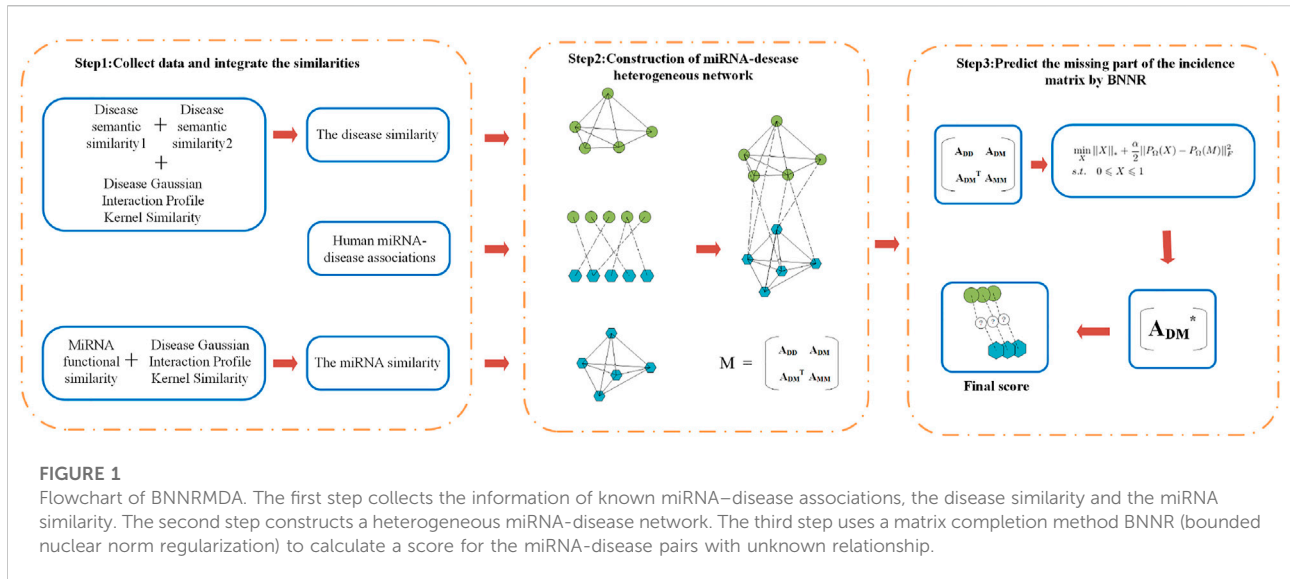 Step1:Collect data and integrate the similarities
Disease
semantic
similarity1
+
Disease
semantic
similarity2
+
Disease Gaussian
Interaction Profile
Kernel Similarity
The disease similarity
Human miRNA-
disease associations
MiRNA
functional
similarity
+
Disease Gaussian
Interaction Profile
Kernel Similarity
The miRNA similarity
Step2:Construction of miRNA-desease
heterogeneous network
M =
A_DD A_DM
A_DM^T A_MM
Step3:Predict the missing part of the incidence
matrix by BNNR
A_DD A_DM
A_DM^T A_MM
min_X ||X||_* + α/2 ||P_Ω(X) − P_Ω(M)||_F^2
s.t. 0 ⩽ X ⩽ 1
A_DM^*
? ? ?
Final score
FIGURE 1
Flowchart of BNNRMDA. The first step collects the information of known miRNA–disease associations, the disease similarity and the miRNA
similarity. The second step constructs a heterogeneous miRNA-disease network. The third step uses a matrix completion method BNNR (bounded
nuclear norm regularization) to calculate a score for the miRNA-disease pairs with unknown relationship.